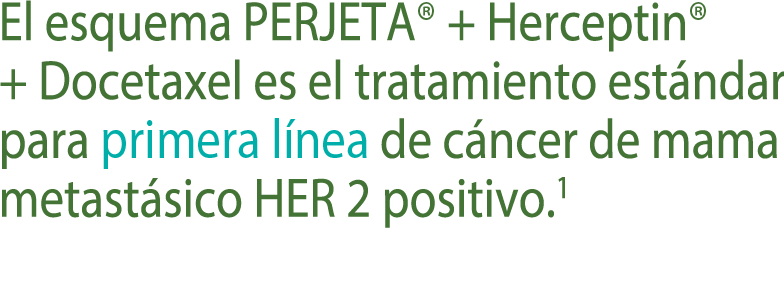 El esquema PERJETA® + Herceptin®
+ Docetaxel es el tratamiento estándar
para primera línea de cáncer de mama
metastásico HER 2 positivo.¹